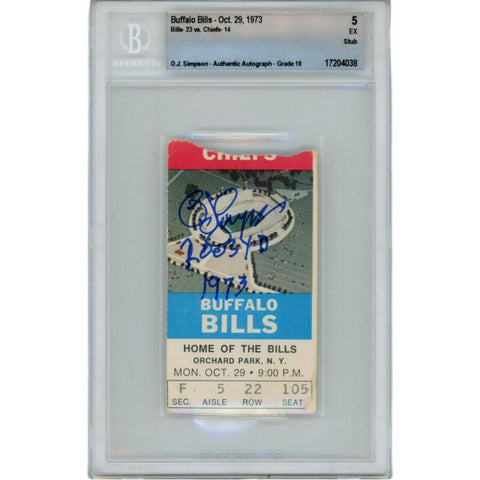 Buffalo Bills - Oct. 29, 1973
5
Bills- 23 vs. Chiefs- 14
EX
Stub
B
BECKETT
O.J. Simpson - Authentic Autograph - Grade 10
17204038
CHIEFS
OJ Simpson
2003 YD
1973
BUFFALO
BILLS
HOME OF THE BILLS
ORCHARD PARK, N. Y.
MON. OCT. 29 • 9:00 P.M.
F 5 22 105
SEC. AISLE ROW SEAT